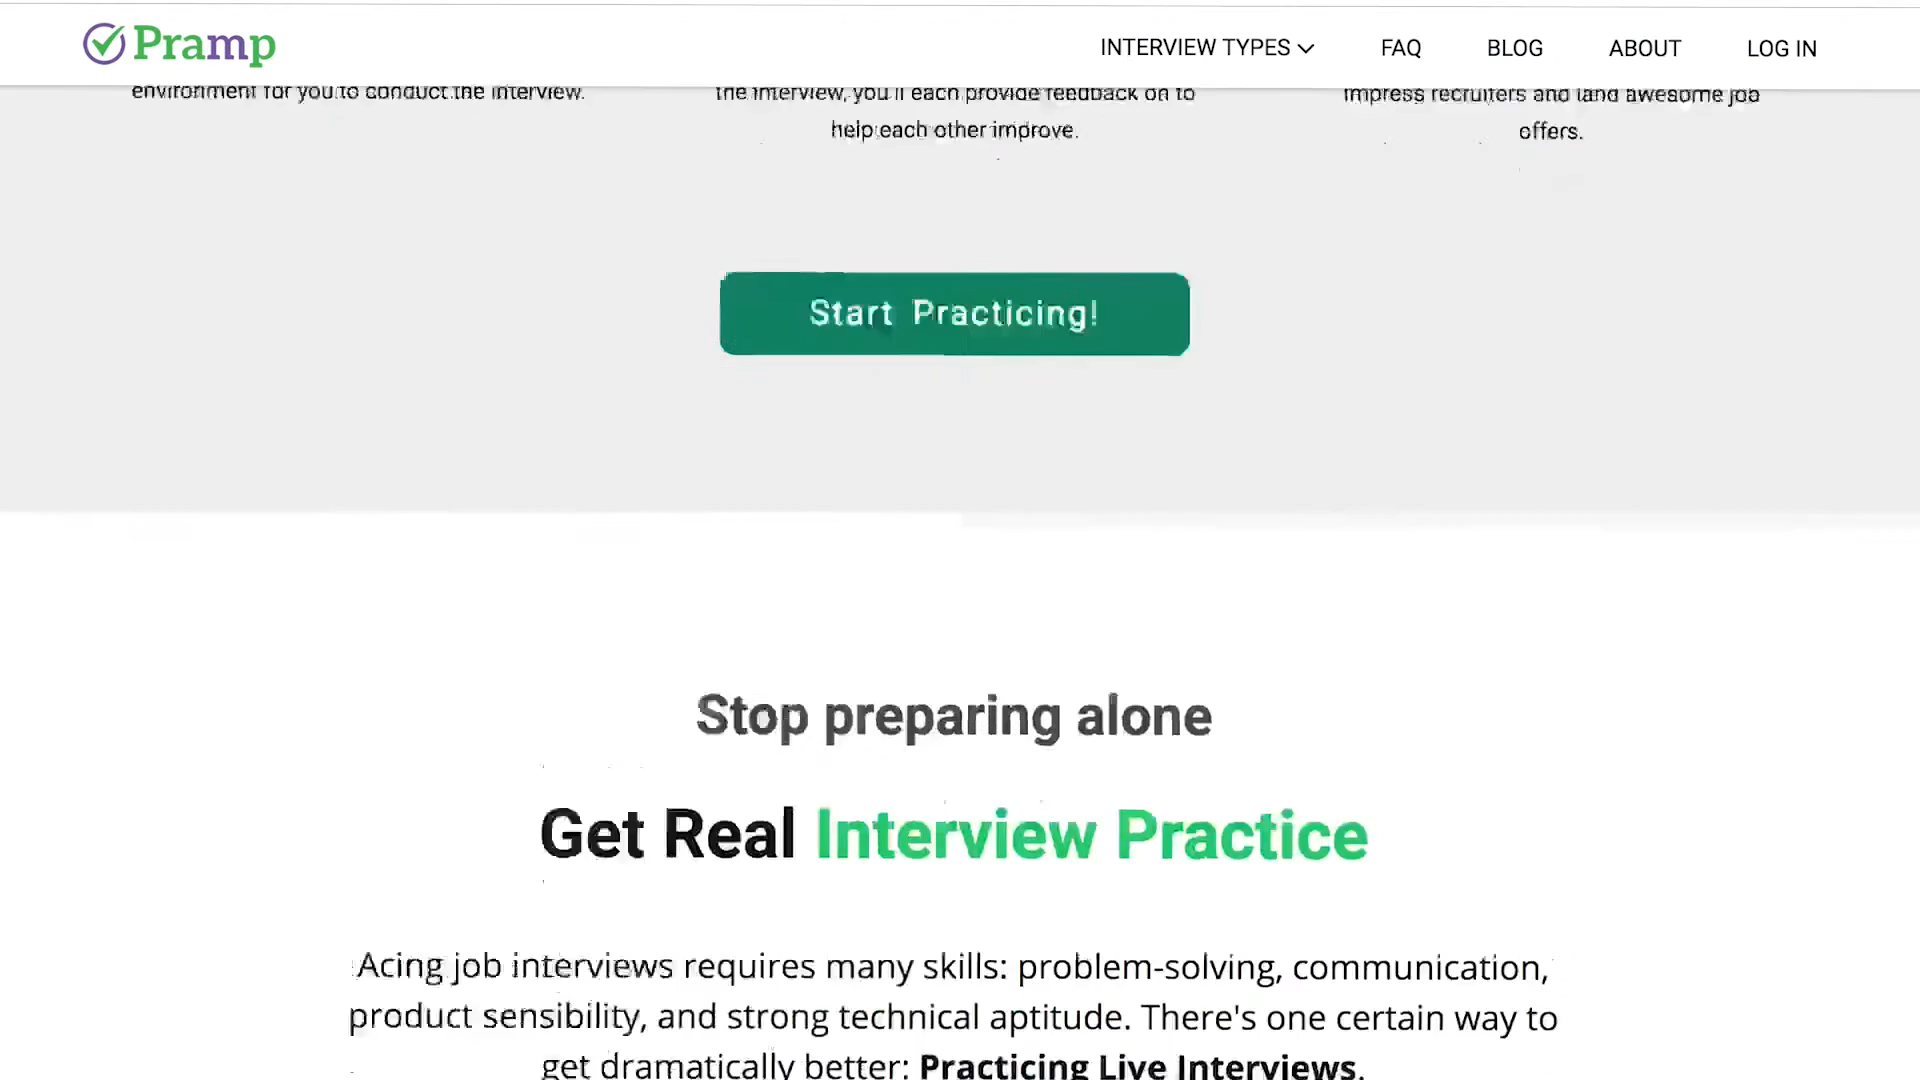 Pramp
INTERVIEW TYPES FAQ BLOG ABOUT LOG IN
environment for you to conduct the interview.
the interview, you'll each provide feedback on to
help each other improve.
impress recruiters and land awesome job
offers.
Start Practicing!
Stop preparing alone
Get Real Interview Practice
Acing job interviews requires many skills: problem-solving, communication,
product sensibility, and strong technical aptitude. There's one certain way to
get dramatically better: Practicing Live Interviews.